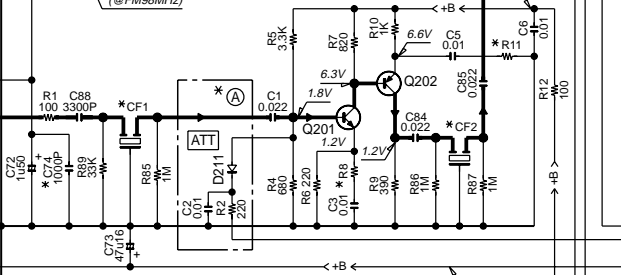 (@FM98MHz)
+B
R5
3.3K
R7
820
R10
1K
6.6V
C5
0.01
*R11
C6
0.01
R12
100
6.3V
Q202
C85
0.022
R1
100
C88
3300P
*CF1
*Ⓐ
C1
0.022
1.8V
Q201
1.2V
C84
0.022
*CF2
ATT
D211
1.2V
C72
1u50
+
*C74
1000P
R89
33K
R85
1M
C2
0.01
R2
220
R4
680
R6 220
*R8
C3
0.01
R9
390
R86
1M
R87
1M
+B
C73
47u16
+
+B